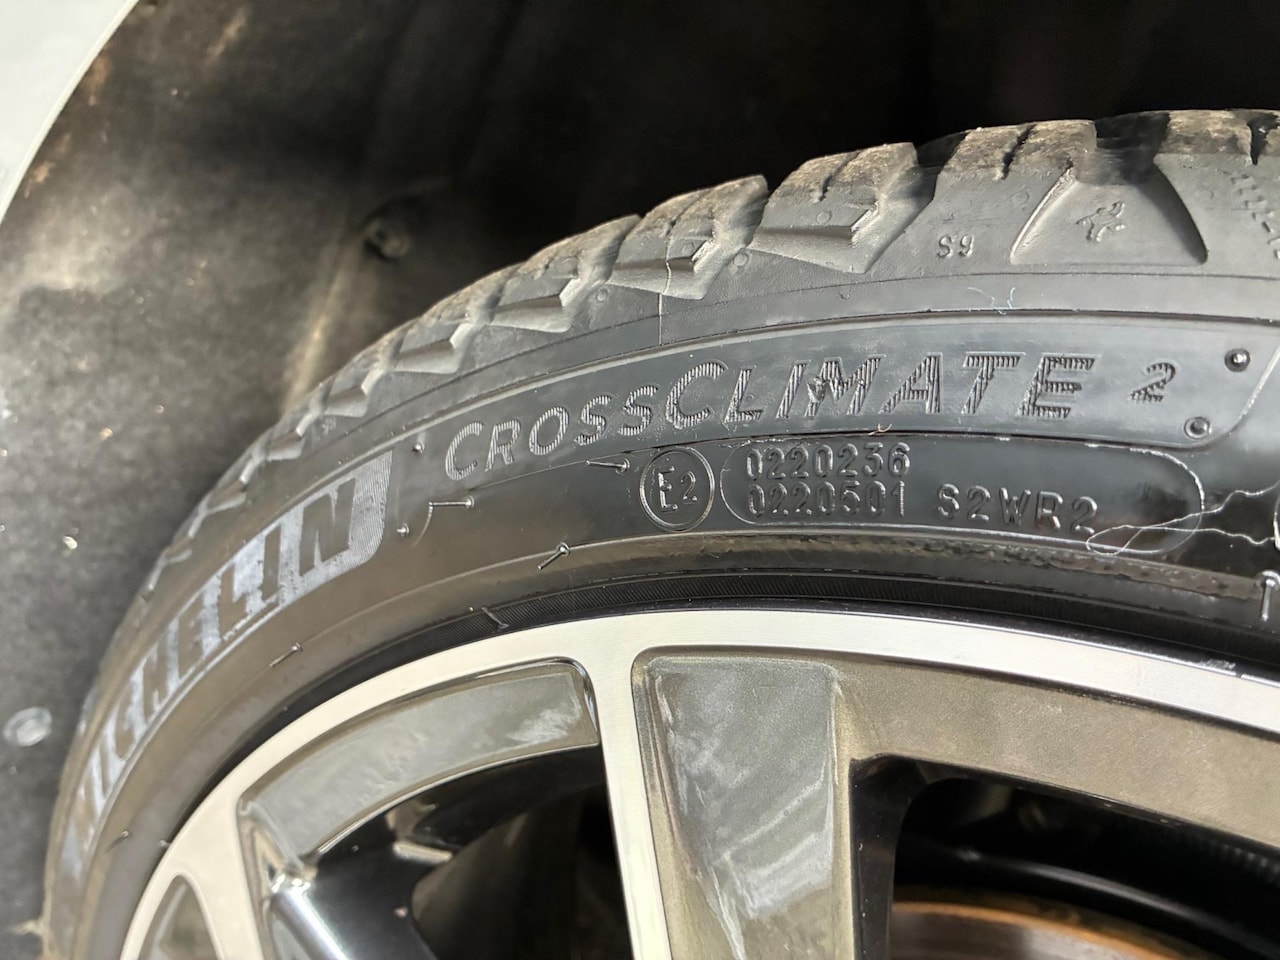 S9
CROSSCLIMATE 2
MICHELIN
E2
0220236
0220501 S2WR2